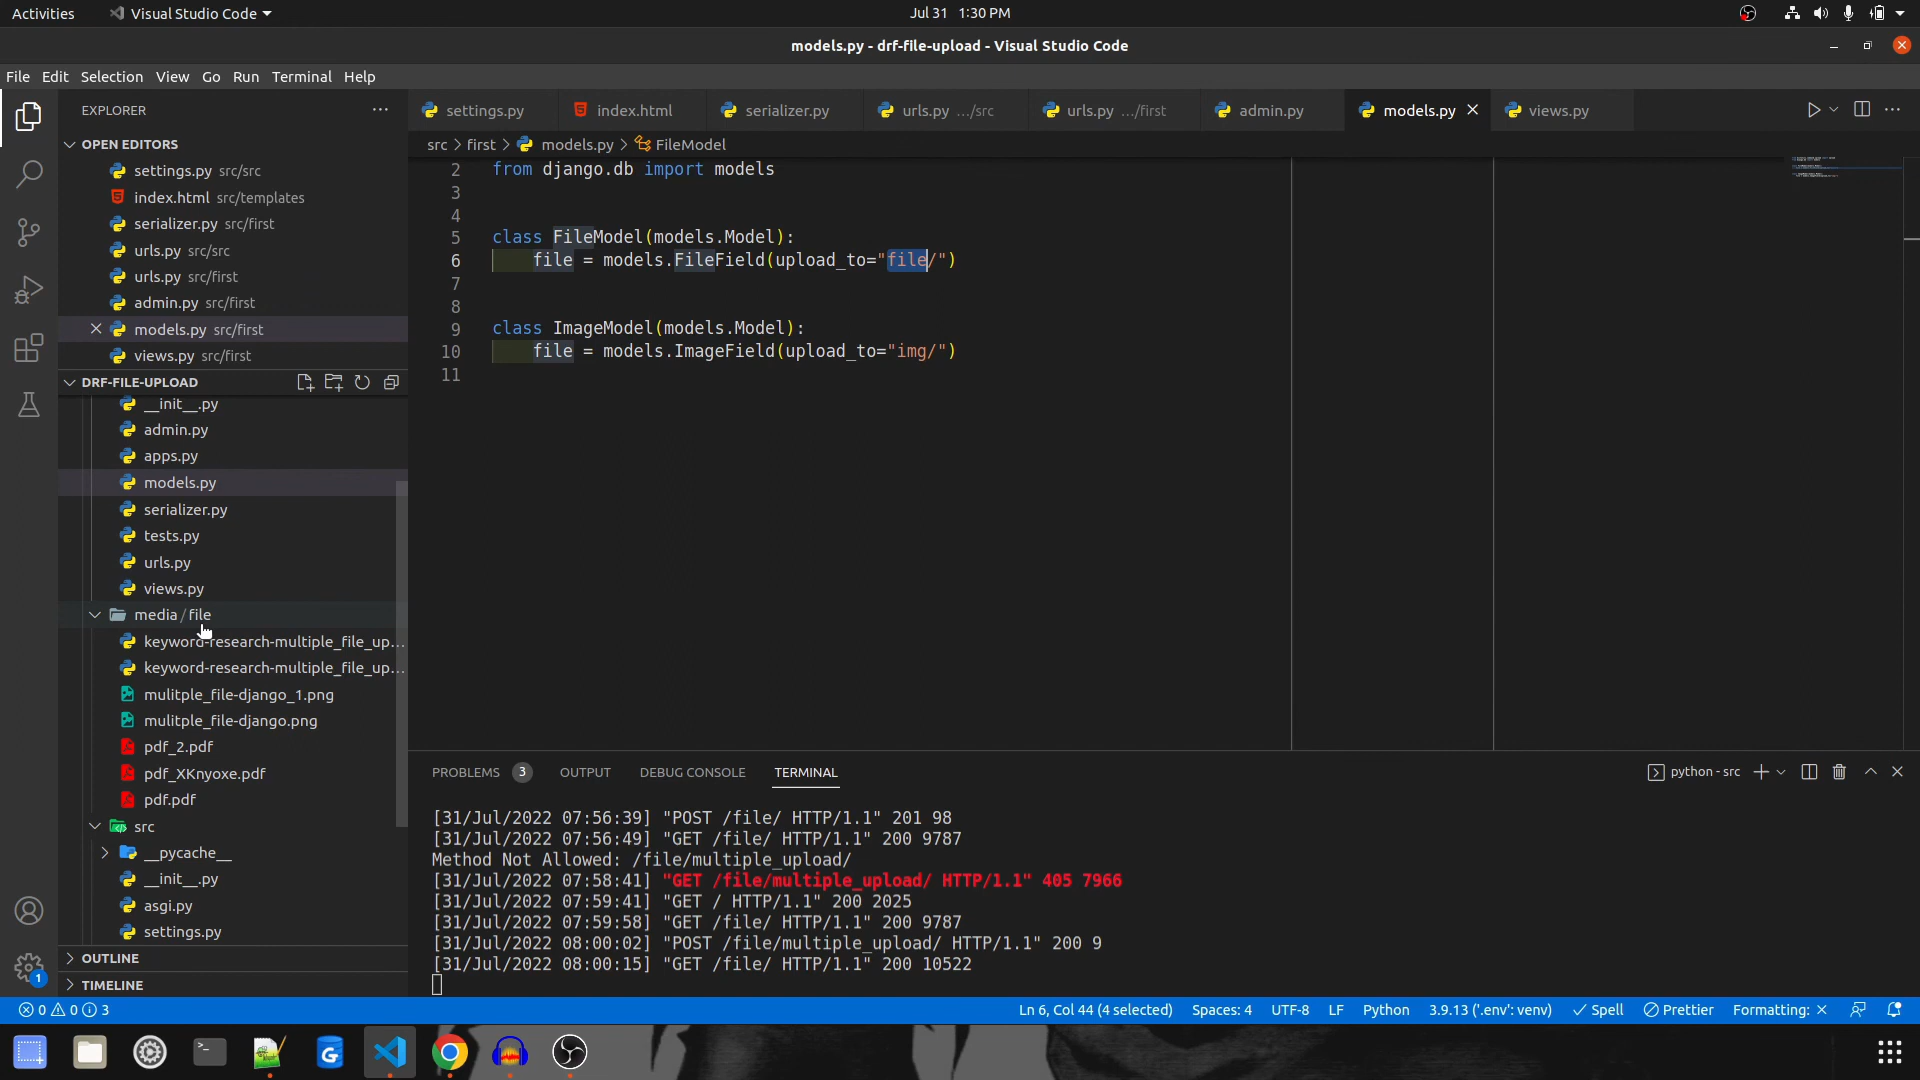 Activities Visual Studio Code Jul 31 1:30 PM
models.py - drf-file-upload - Visual Studio Code
File Edit Selection View Go Run Terminal Help
EXPLORER
OPEN EDITORS
settings.py src/src
index.html src/templates
serializer.py src/first
urls.py src/src
urls.py src/first
admin.py src/first
models.py src/first
views.py src/first
DRF-FILE-UPLOAD
__init__.py
admin.py
apps.py
models.py
serializer.py
tests.py
urls.py
views.py
media / file
keyword-research-multiple_file_up...
keyword-research-multiple_file_up...
mulitple_file-django_1.png
mulitple_file-django.png
pdf_2.pdf
pdf_XKnyoxe.pdf
pdf.pdf
src
__pycache__
__init__.py
asgi.py
settings.py
OUTLINE
TIMELINE
settings.py index.html serializer.py urls.py .../src urls.py .../first admin.py models.py views.py
src > first > models.py > FileModel
2 from django.db import models
3
4
5 class FileModel(models.Model):
6 file = models.FileField(upload_to="file/")
7
8
9 class ImageModel(models.Model):
10 file = models.ImageField(upload_to="img/")
11
PROBLEMS 3 OUTPUT DEBUG CONSOLE TERMINAL python - src
[31/Jul/2022 07:56:39] "POST /file/ HTTP/1.1" 201 98
[31/Jul/2022 07:56:49] "GET /file/ HTTP/1.1" 200 9787
Method Not Allowed: /file/multiple_upload/
[31/Jul/2022 07:58:41] "GET /file/multiple_upload/ HTTP/1.1" 405 7966
[31/Jul/2022 07:59:41] "GET / HTTP/1.1" 200 2025
[31/Jul/2022 07:59:58] "GET /file/ HTTP/1.1" 200 9787
[31/Jul/2022 08:00:02] "POST /file/multiple_upload/ HTTP/1.1" 200 9
[31/Jul/2022 08:00:15] "GET /file/ HTTP/1.1" 200 10522
1
0 0 3 Ln 6, Col 44 (4 selected) Spaces: 4 UTF-8 LF Python 3.9.13 ('.env': venv) Spell Prettier Formatting: ×